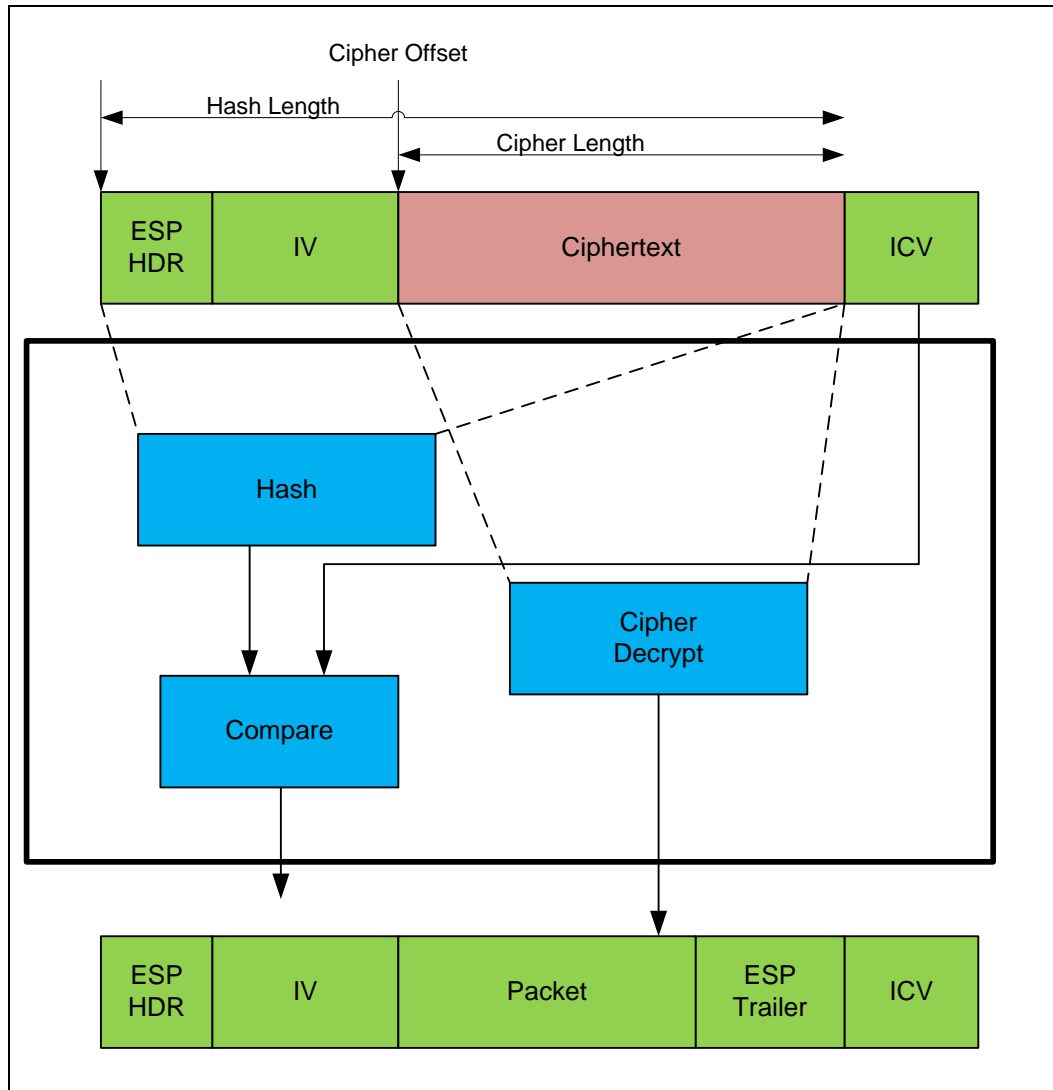 Cipher Offset
Hash Length
Cipher Length
ESP
HDR
IV
Ciphertext
ICV
Hash
Cipher
Decrypt
Compare
ESP
HDR
IV
Packet
ESP
Trailer
ICV